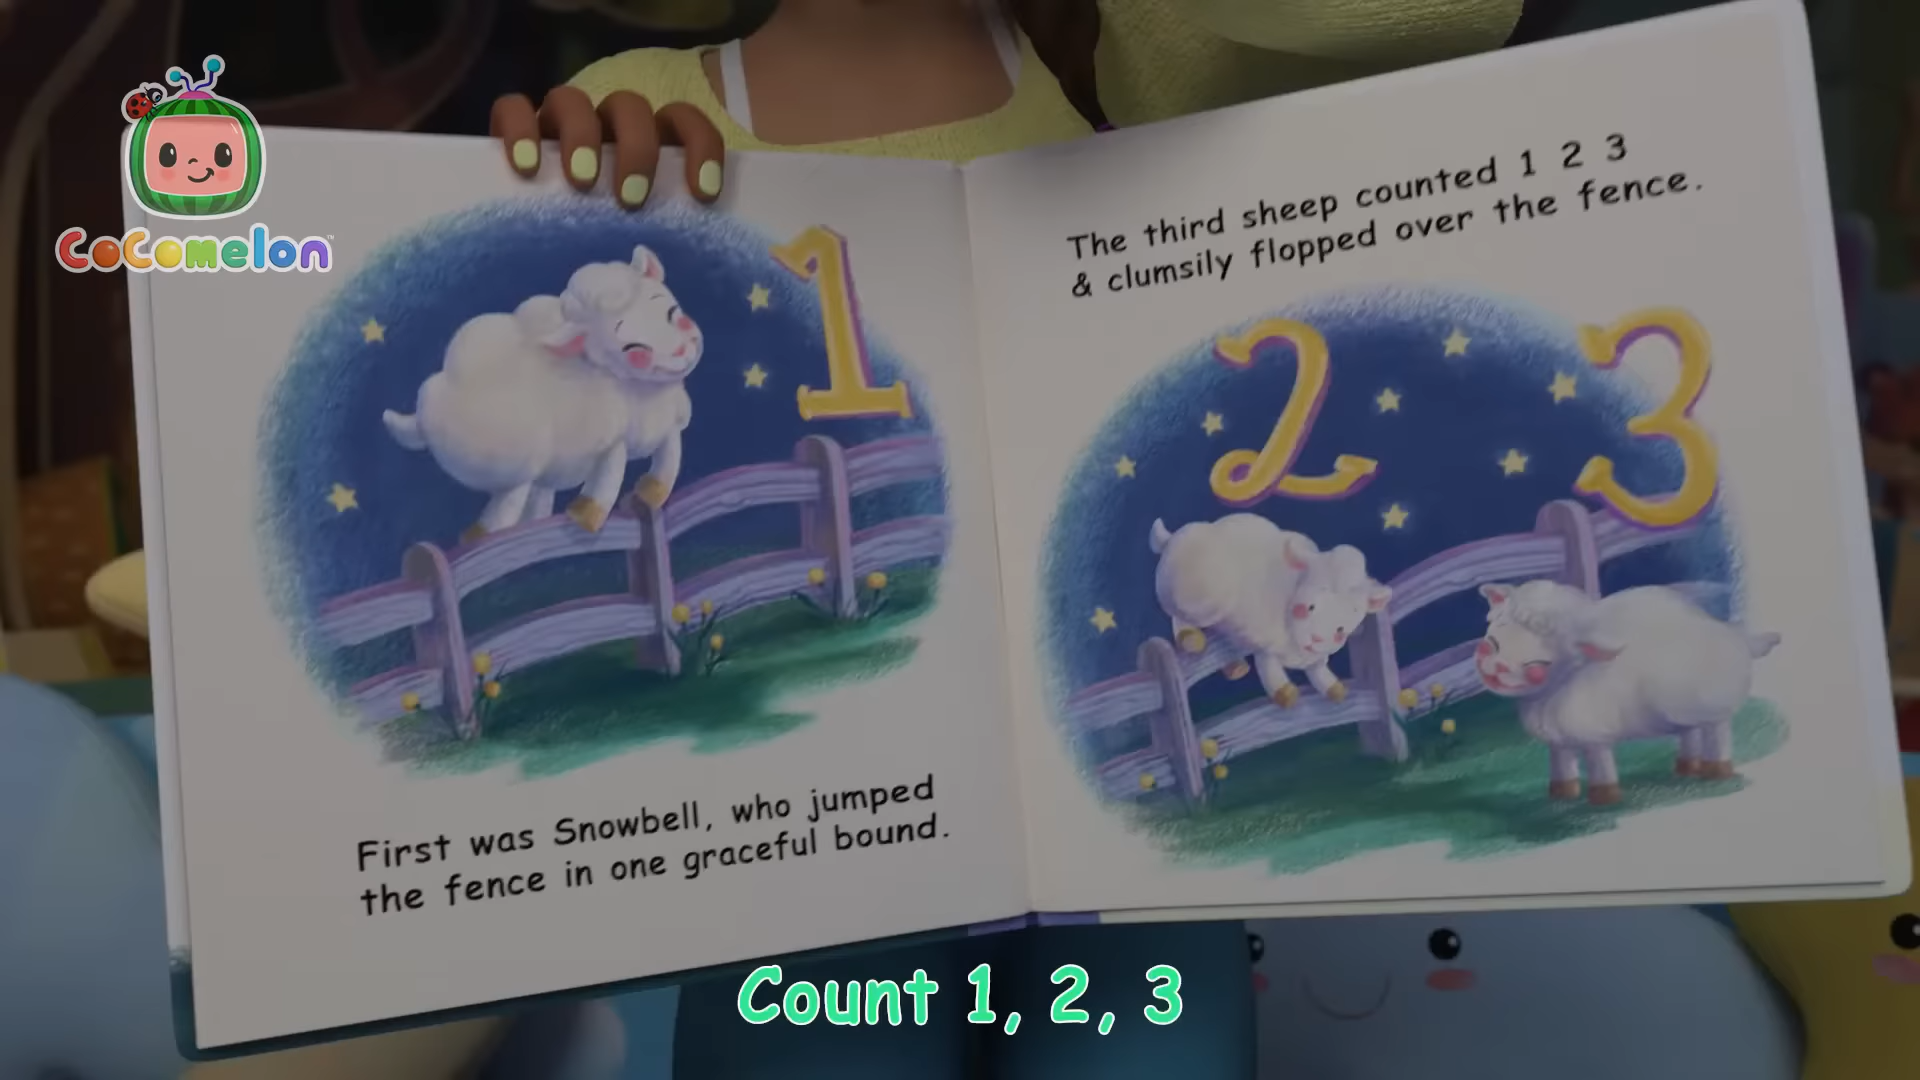 CoCoMelon™
1
First was Snowbell, who jumped
the fence in one graceful bound.
The third sheep counted 1 2 3
& clumsily flopped over the fence.
2 3
Count 1, 2, 3